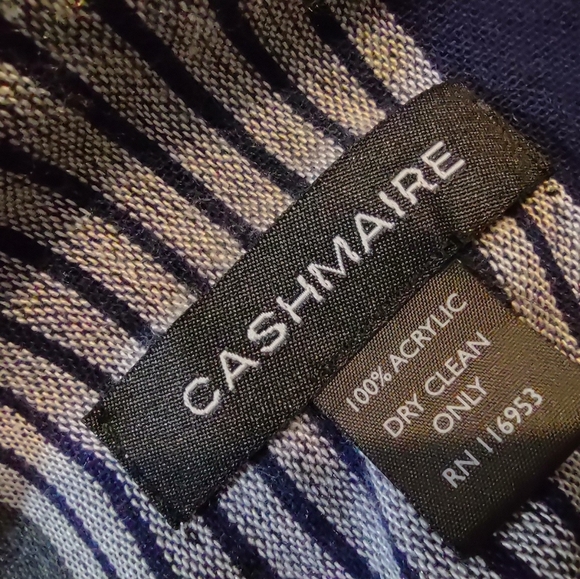 CASHMAIRE
100% ACRYLIC
DRY CLEAN
ONLY
RN 116953